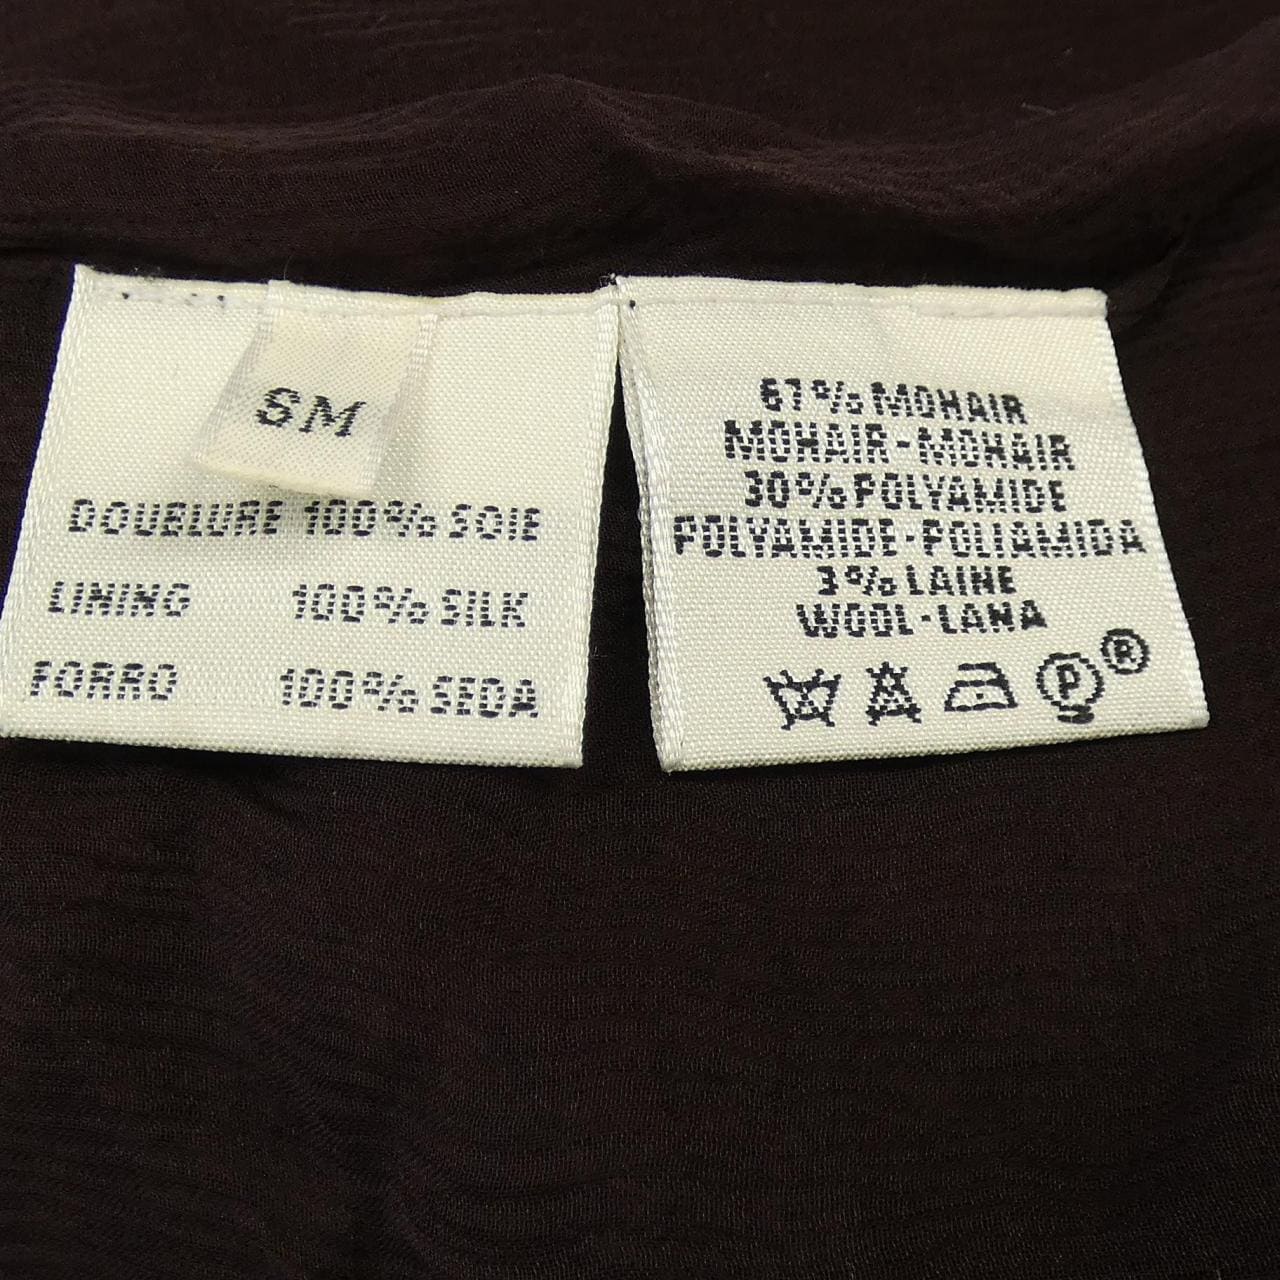 SM
DOUBLURE 100% SOIE
LINING 100% SILK
FORRO 100% SEDA
67% MOHAIR
MOHAIR-MOHAIR
30% POLYAMIDE
POLYAMIDE-POLIAMIDA
3% LAINE
WOOL-LANA
P ®